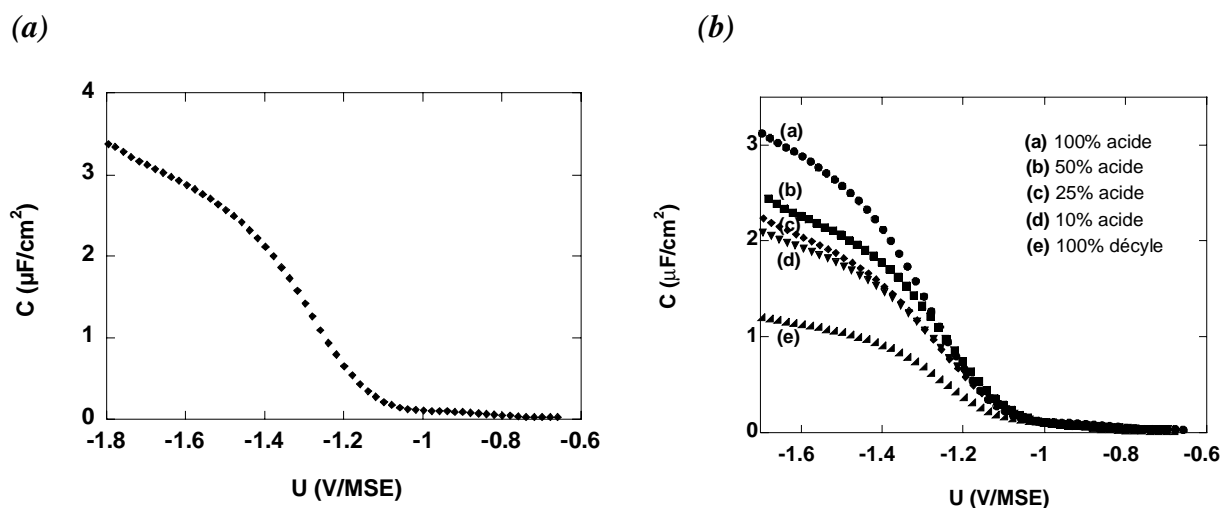 (a)
4
3
2
1
0
-1.8 -1.6 -1.4 -1.2 -1 -0.8 -0.6
C (µF/cm²)
U (V/MSE)
(b)
3
2
1
0
-1.6 -1.4 -1.2 -1 -0.8 -0.6
C (µF/cm²)
U (V/MSE)
(a)
(b)
(c)
(d)
(e)
(a) 100% acide
(b) 50% acide
(c) 25% acide
(d) 10% acide
(e) 100% décyle